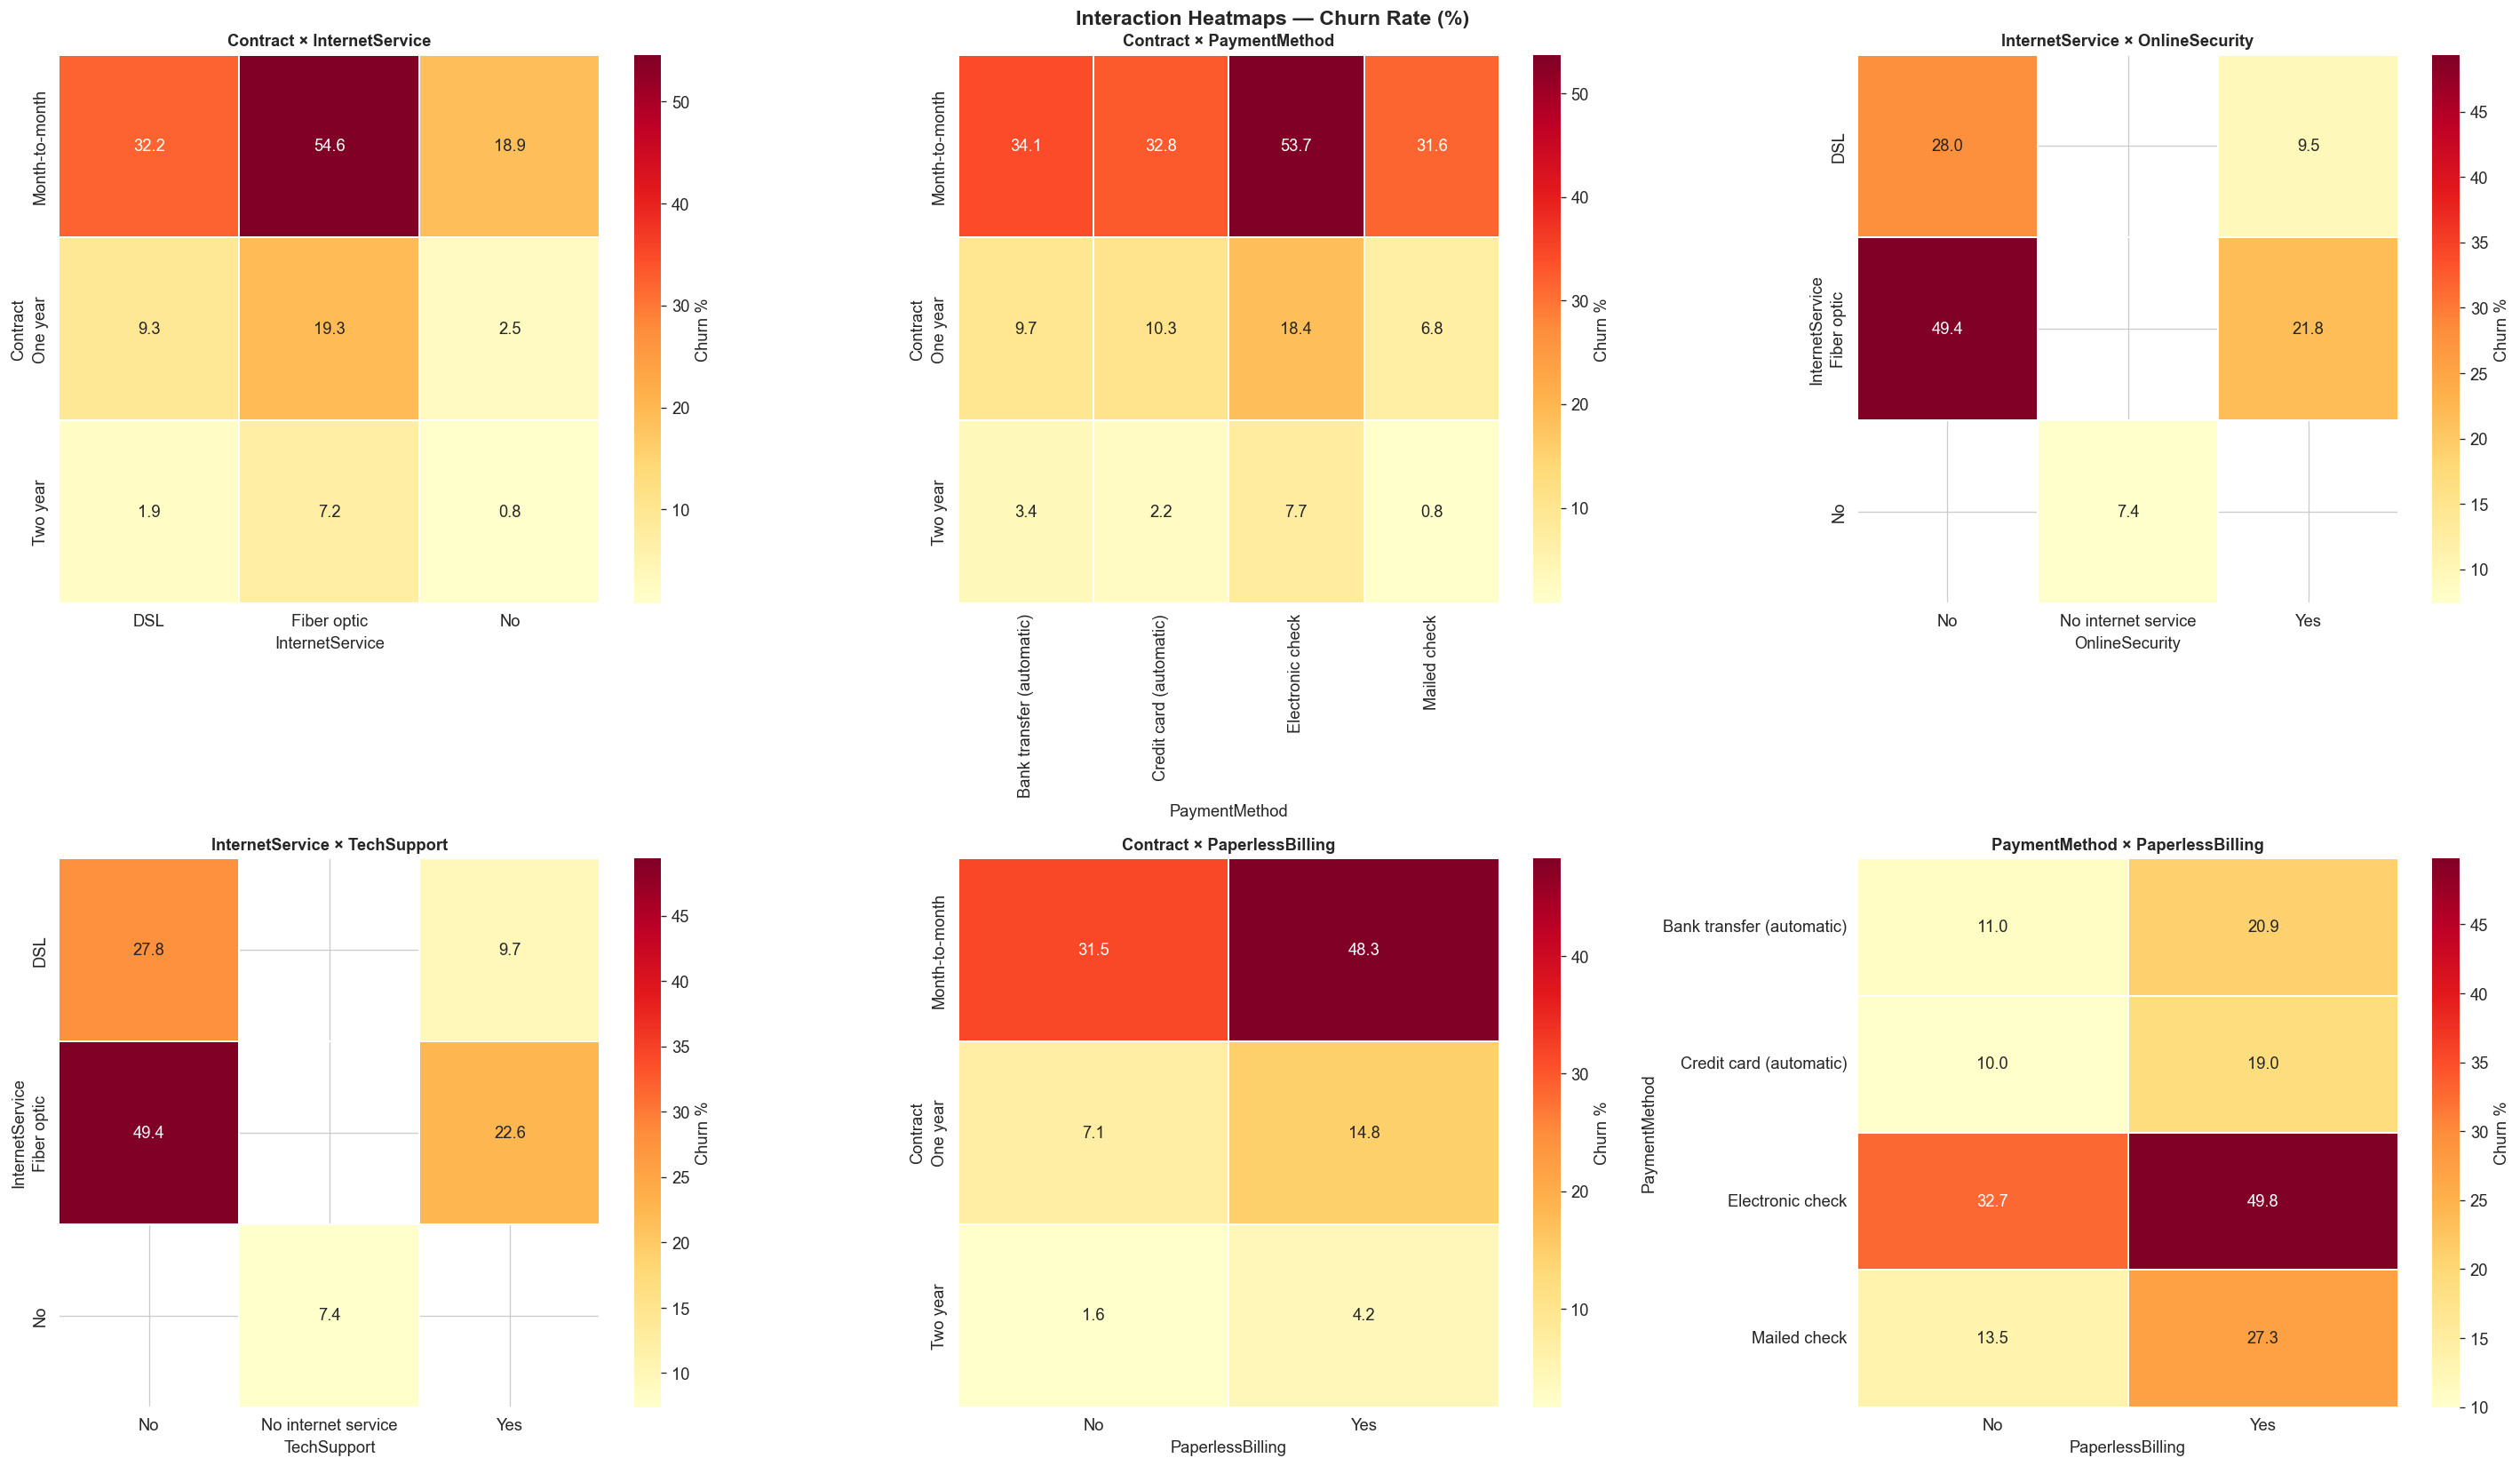 Interaction Heatmaps — Churn Rate (%)
Contract × InternetService
Month-to-month
One year
Two year
Contract
32.2 54.6 18.9
9.3 19.3 2.5
1.9 7.2 0.8
DSL Fiber optic No
InternetService
50
40
30
20
10
Churn %
Contract × PaymentMethod
Month-to-month
One year
Two year
Contract
34.1 32.8 53.7 31.6
9.7 10.3 18.4 6.8
3.4 2.2 7.7 0.8
Bank transfer (automatic)
Credit card (automatic)
Electronic check
Mailed check
PaymentMethod
50
40
30
20
10
Churn %
InternetService × OnlineSecurity
DSL
Fiber optic
No
InternetService
28.0 9.5
49.4 21.8
7.4
No No internet service Yes
OnlineSecurity
45
40
35
30
25
20
15
10
Churn %
InternetService × TechSupport
DSL
Fiber optic
No
InternetService
27.8 9.7
49.4 22.6
7.4
No No internet service Yes
TechSupport
45
40
35
30
25
20
15
10
Churn %
Contract × PaperlessBilling
Month-to-month
One year
Two year
Contract
31.5 48.3
7.1 14.8
1.6 4.2
No Yes
PaperlessBilling
40
30
20
10
Churn %
PaymentMethod × PaperlessBilling
PaymentMethod
Bank transfer (automatic) 11.0 20.9
Credit card (automatic) 10.0 19.0
Electronic check 32.7 49.8
Mailed check 13.5 27.3
No Yes
PaperlessBilling
45
40
35
30
25
20
15
10
Churn %